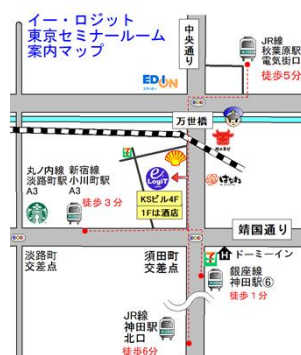 イー・ロジット
東京セミナールーム
案内マップ
中央通り
JR線
秋葉原駅
電気街口
徒歩5分
EDION
万世橋
丸ノ内線
淡路町駅
A3
新宿線
小川町駅
A3
徒歩3分
e
LogiT
KSビル4F
1Fは酒店
靖国通り
淡路町
交差点
須田町
交差点
ドーミーイン
銀座線
神田駅⑥
徒歩1分
JR線
神田駅
北口
徒歩6分